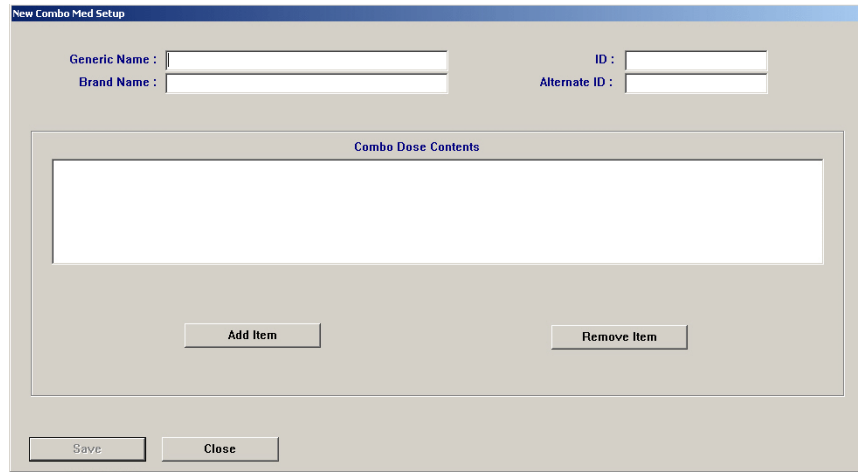 New Combo Med Setup
Generic Name :
ID :
Brand Name :
Alternate ID :
Combo Dose Contents
Add Item
Remove Item
Save
Close